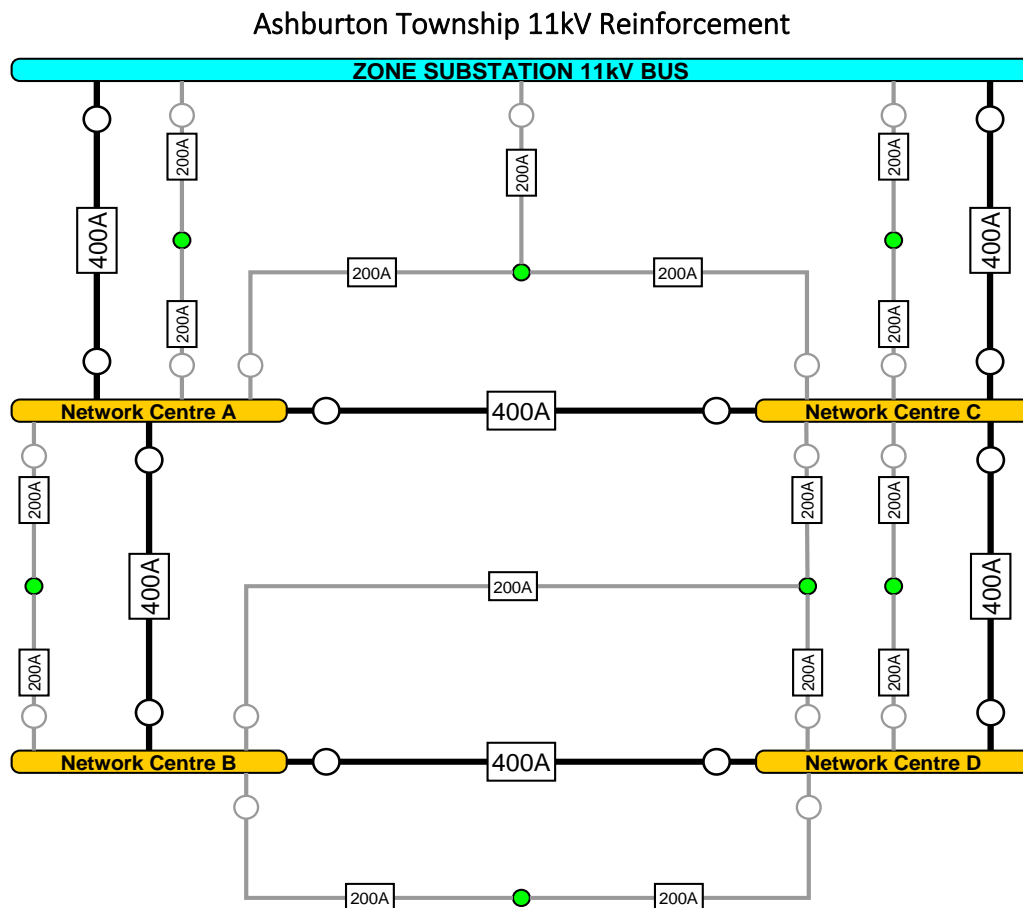 Ashburton Township 11kV Reinforcement
ZONE SUBSTATION 11kV BUS
200A
200A
200A
400A
400A
200A
200A
200A
200A
Network Centre A
400A
Network Centre C
200A
200A
200A
400A
200A
400A
200A
200A
200A
Network Centre B
400A
Network Centre D
200A
200A